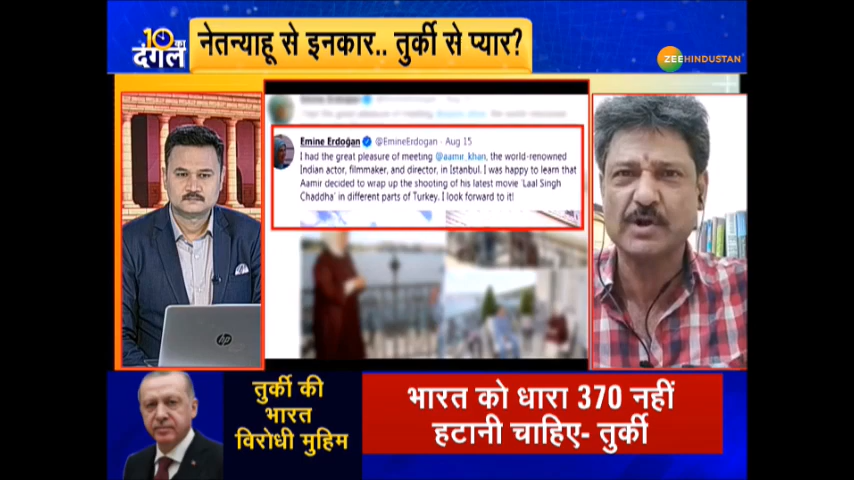 10 का
दंगल
नेतन्याहू से इनकार.. तुर्की से प्यार?
ZEEHINDUSTAN
Emine Erdoğan @EmineErdogan - Aug 15
I had the great pleasure of meeting @aamir_khan, the world-renowned
Indian actor, filmmaker, and director, in Istanbul. I was happy to learn that
Aamir decided to wrap up the shooting of his latest movie 'Laal Singh
Chaddha' in different parts of Turkey. I look forward to it!
hp
तुर्की की
भारत
विरोधी मुहिम
भारत को धारा 370 नहीं
हटानी चाहिए- तुर्की